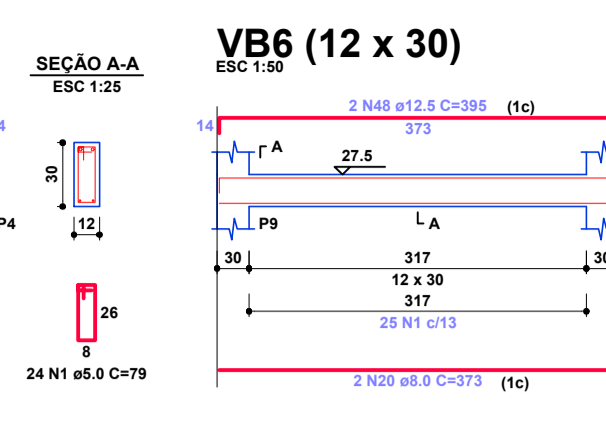 SEÇÃO A-A
ESC 1:25
4
30
12
P4
26
8
24 N1 ø5.0 C=79
VB6 (12 x 30)
ESC 1:50
2 N48 ø12.5 C=395 (1c)
14
373
A
27.5
P9
A
30
317
30
12 x 30
317
25 N1 c/13
2 N20 ø8.0 C=373 (1c)